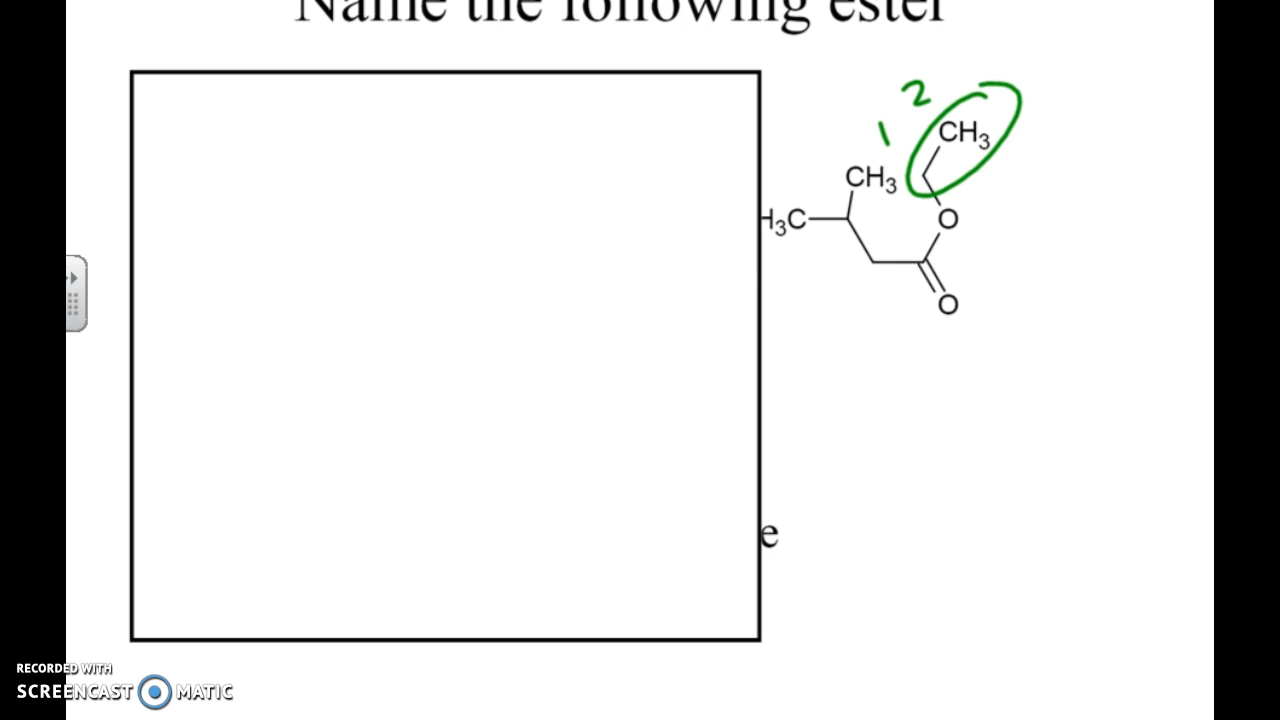 Name the following ester
2
1
CH3
CH3
H3C
O
O
e
RECORDED WITH
SCREENCAST MATIC